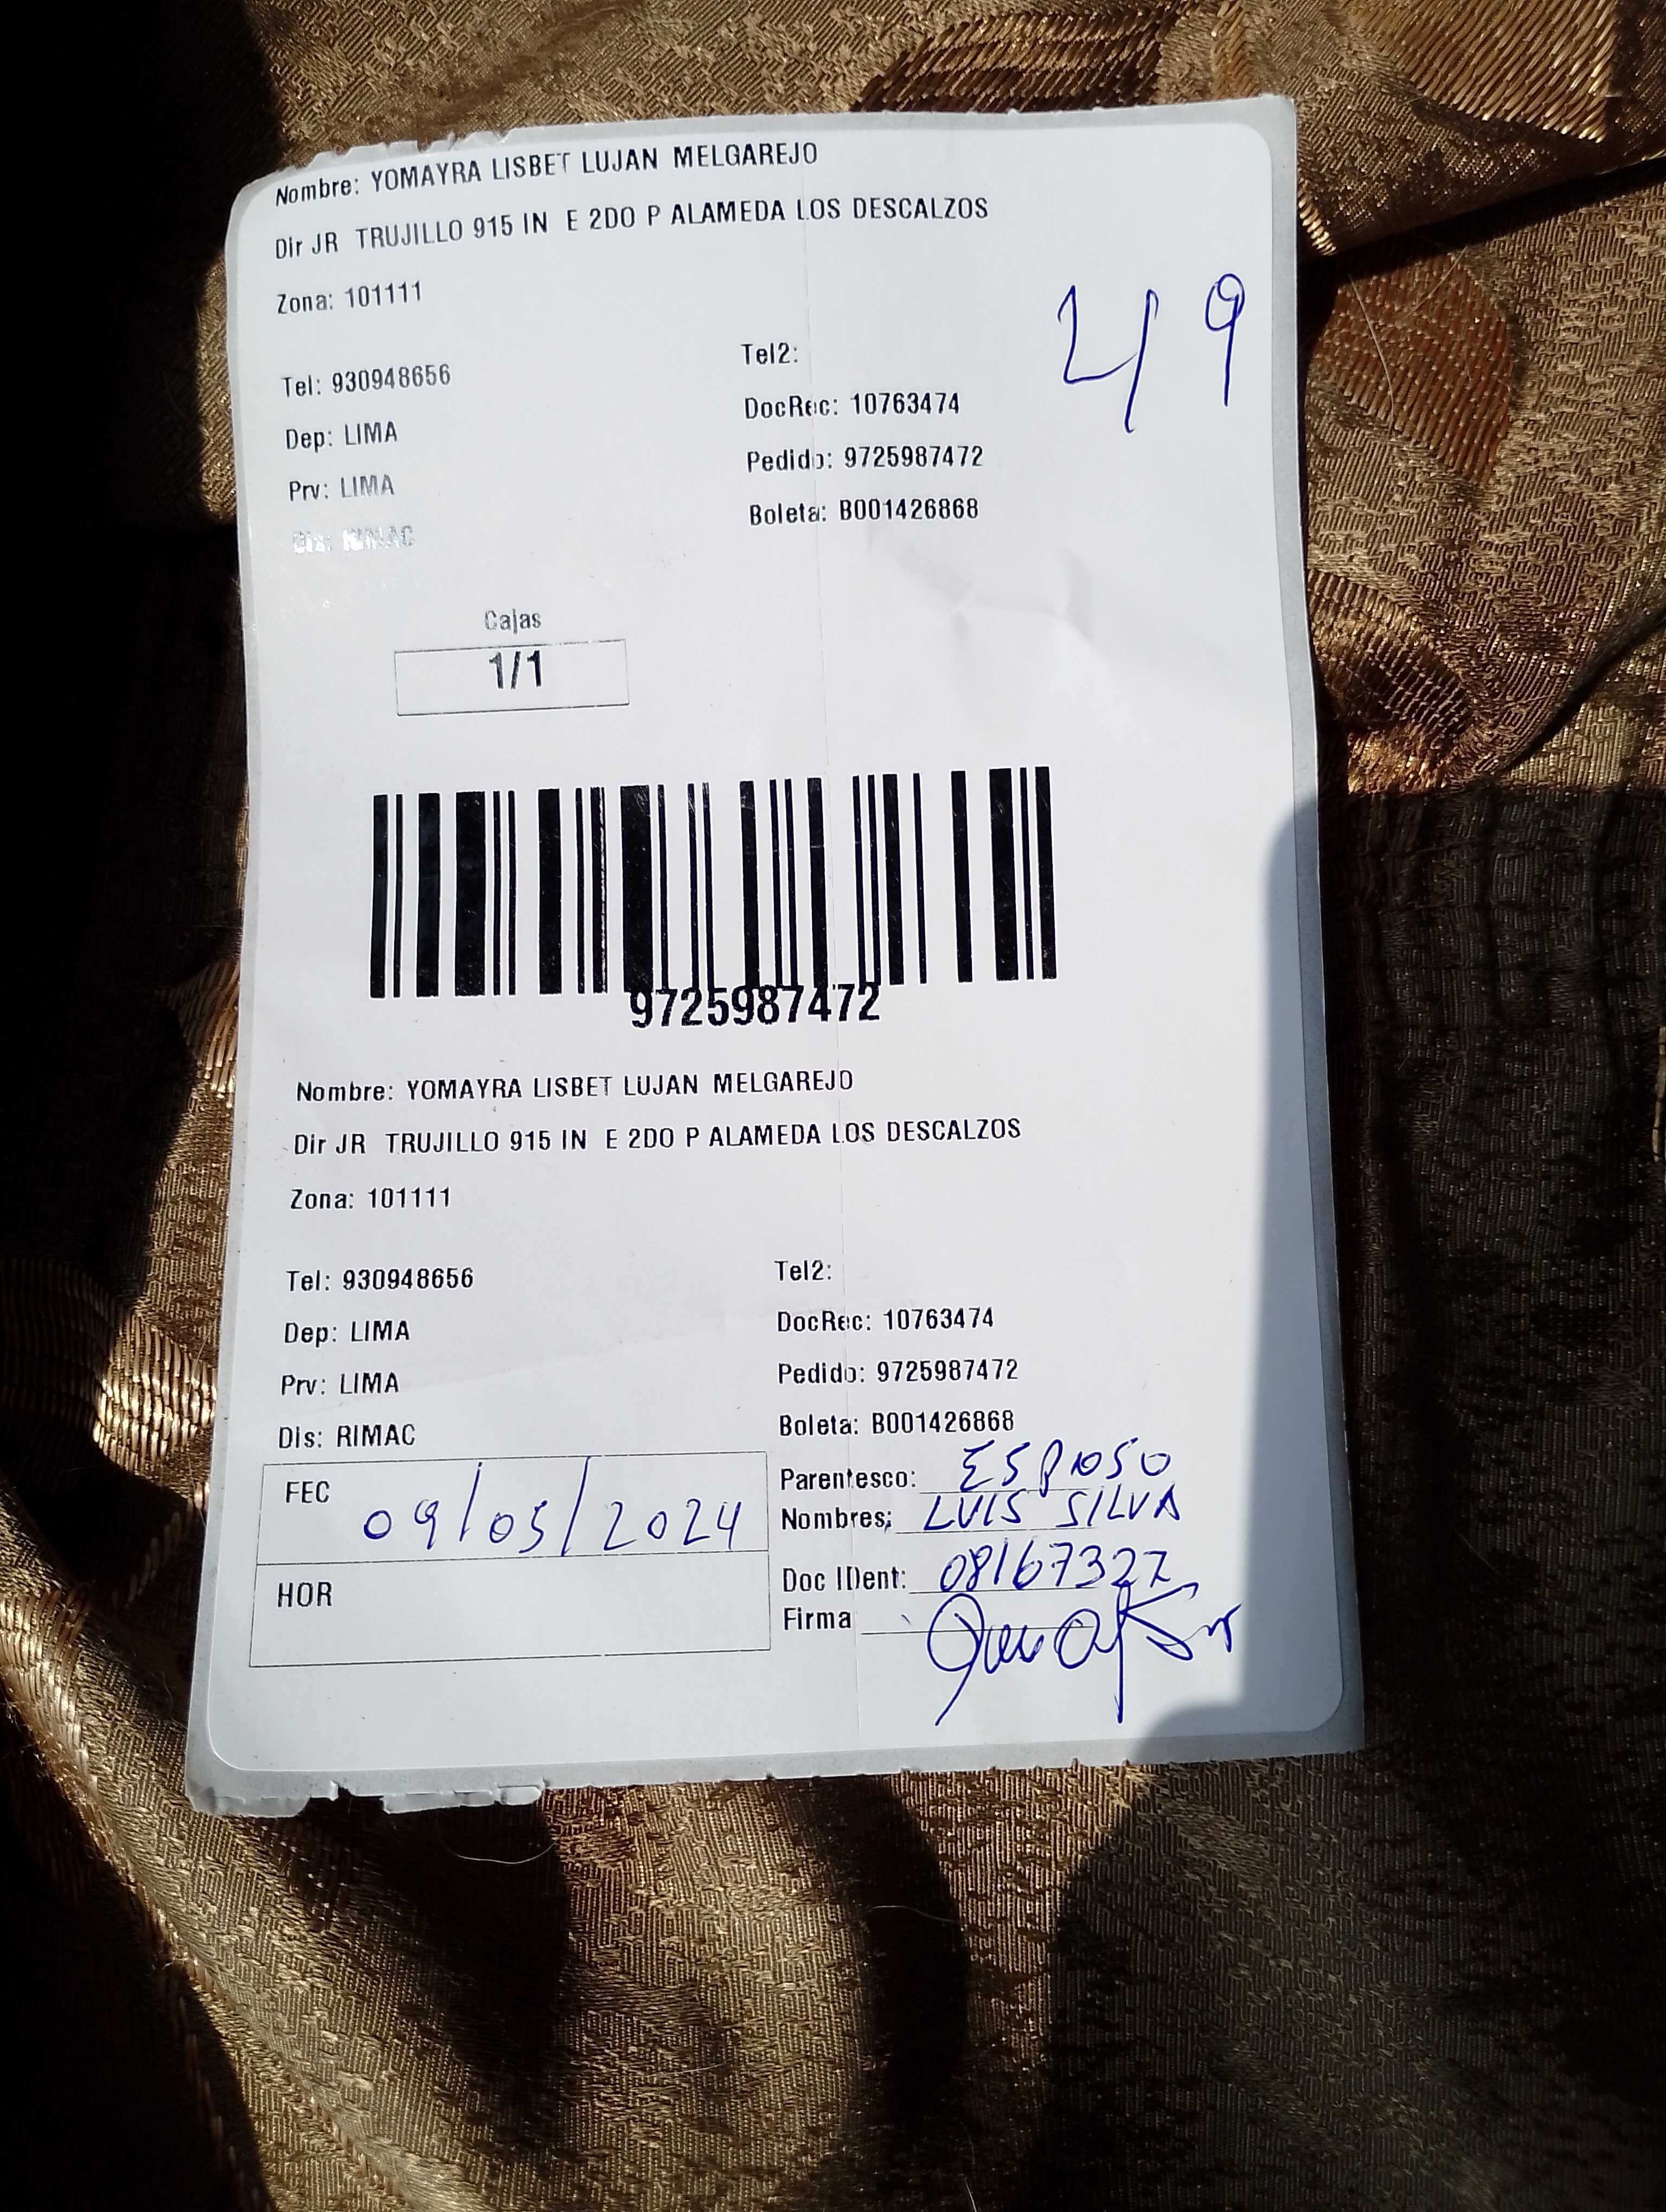 Nombre: YOMAYRA LISBET LUJAN MELGAREJO
Dir JR TRUJILLO 915 IN E 2DO P ALAMEDA LOS DESCALZOS
Zona: 101111
49
Tel: 930948656 Tel2:
Dep: LIMA DocRec: 10763474
Prv: LIMA Pedido: 9725987472
Dis: RIMAC Boleta: B001426868
Cajas
1/1
9725987472
Nombre: YOMAYRA LISBET LUJAN MELGAREJO
Dir JR TRUJILLO 915 IN E 2DO P ALAMEDA LOS DESCALZOS
Zona: 101111
Tel: 930948656 Tel2:
Dep: LIMA DocRec: 10763474
Prv: LIMA Pedido: 9725987472
Dis: RIMAC Boleta: B001426868
FEC 09/05/2024
HOR
Parentesco: ESPOSO
Nombres: LUIS SILVA
Doc IDent: 08167327
Firma